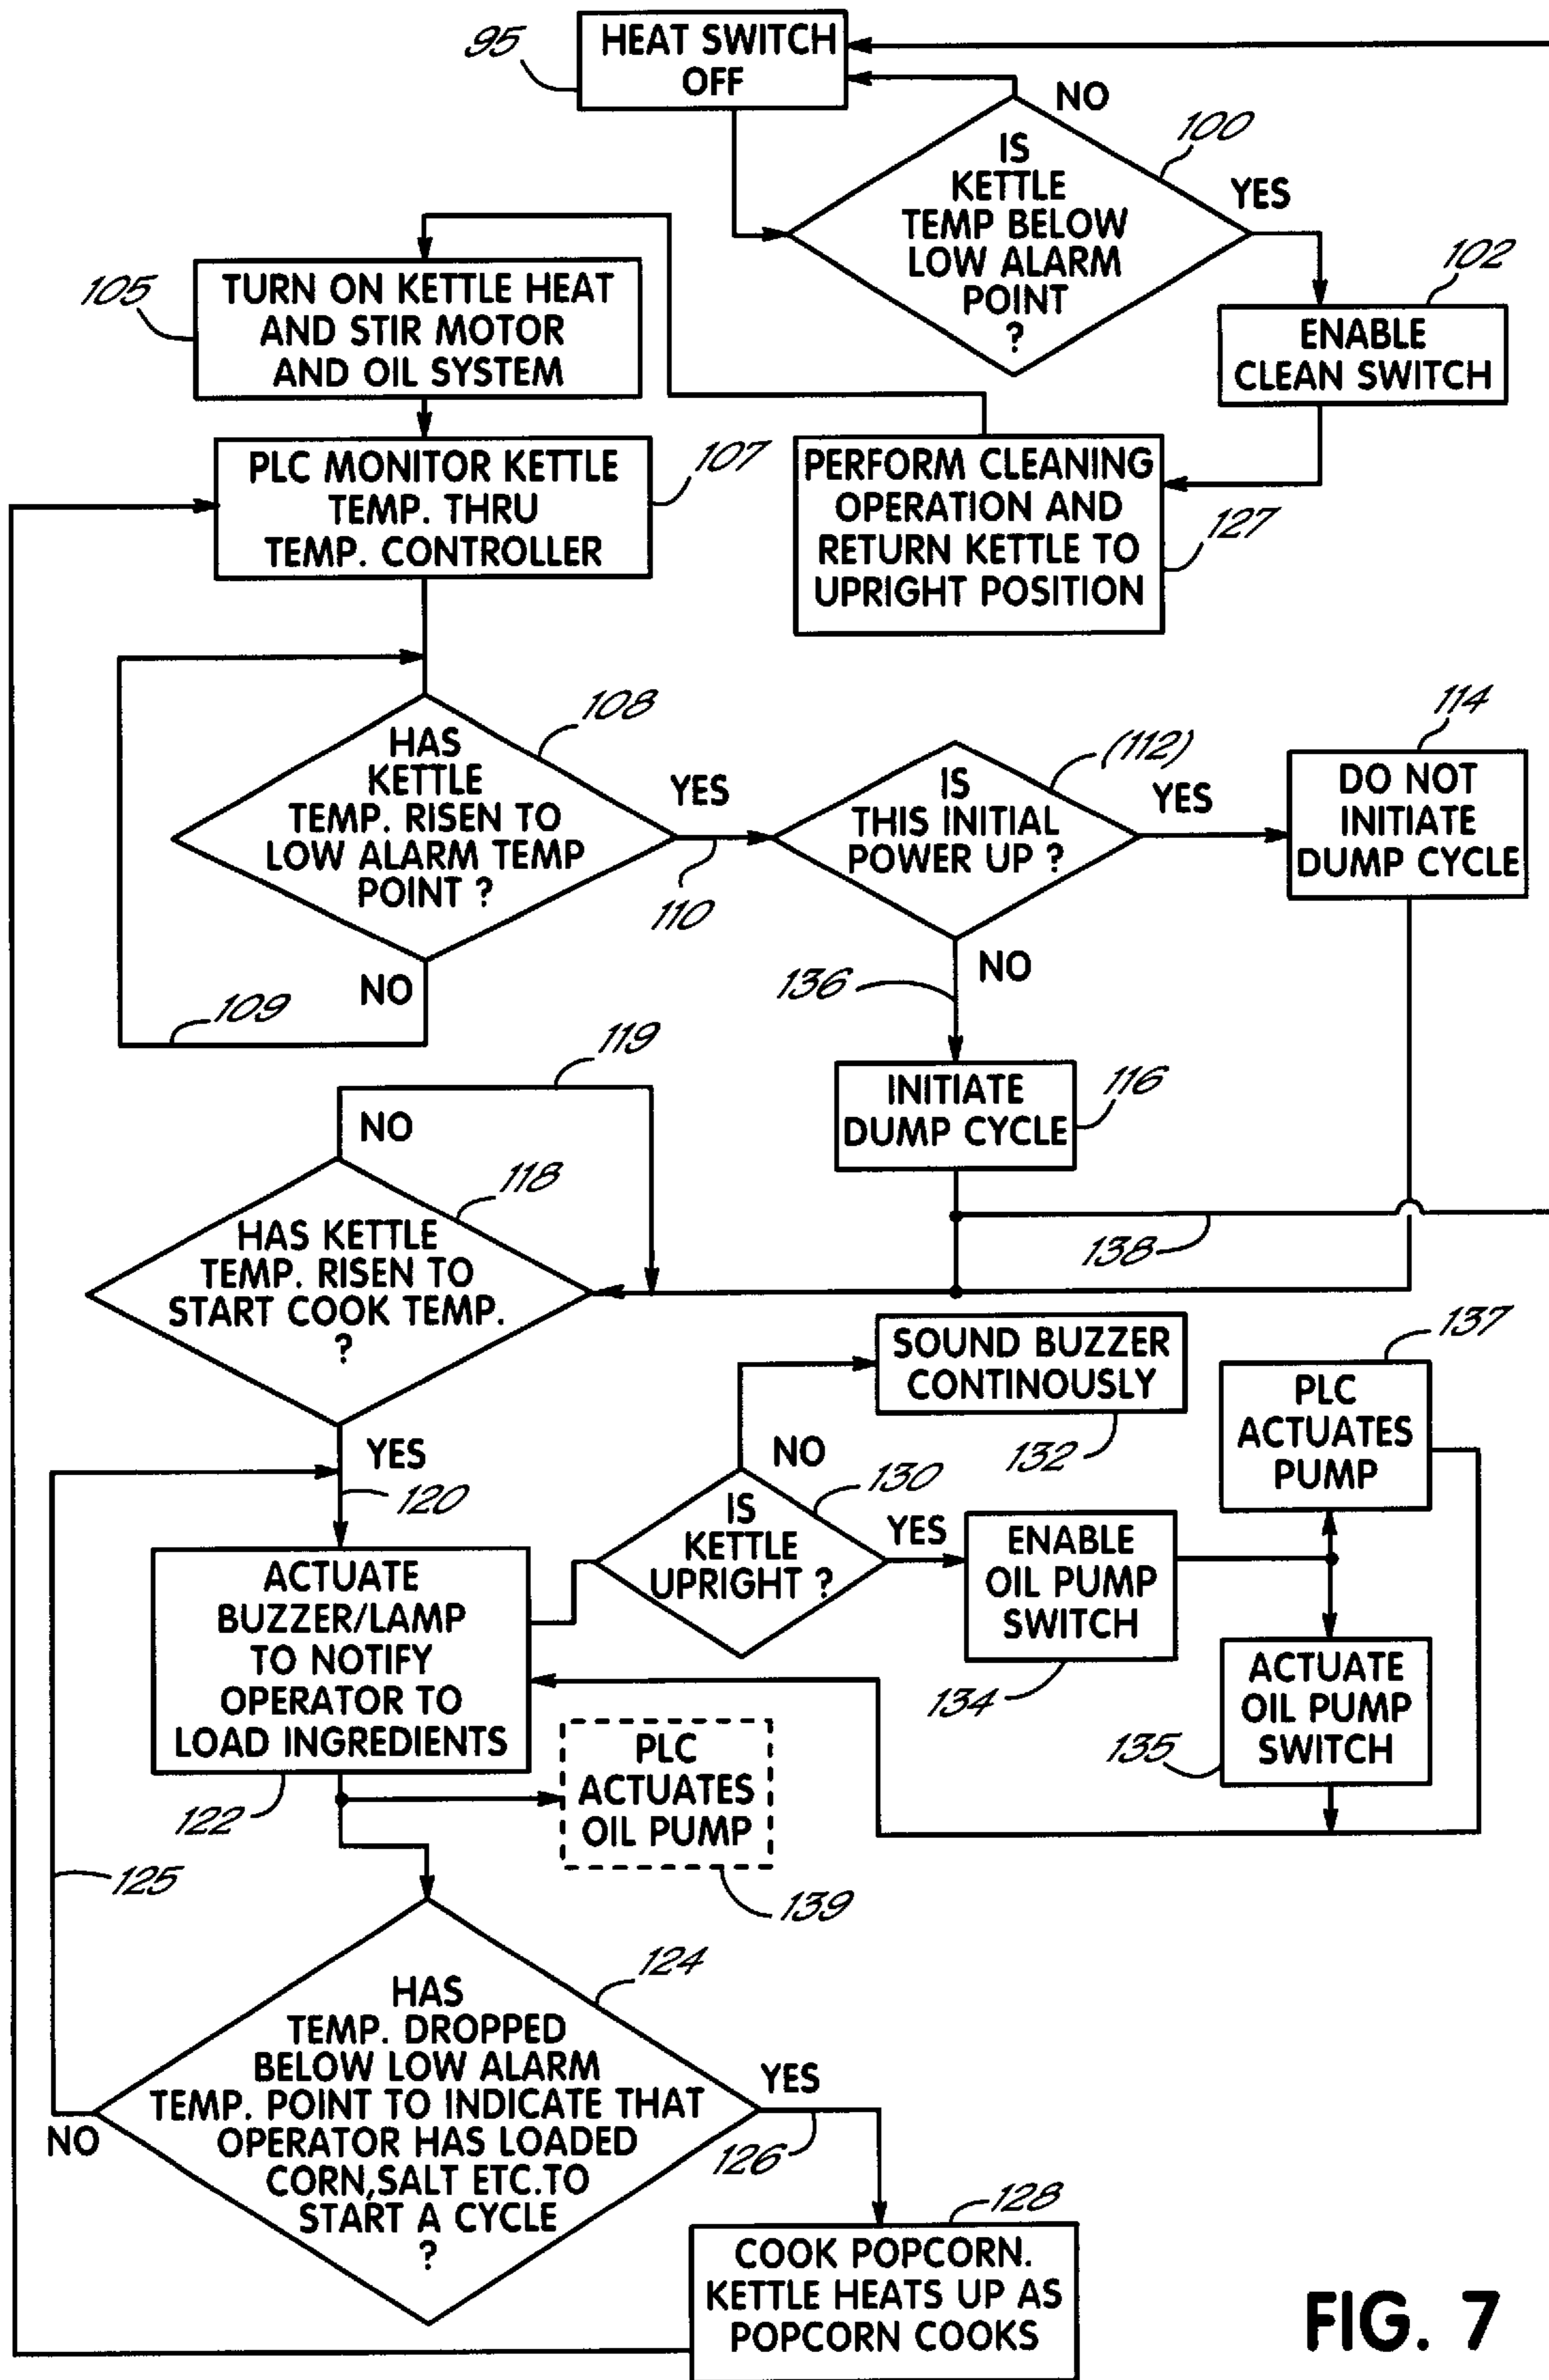 95
HEAT SWITCH
OFF
NO
100
IS
KETTLE
TEMP BELOW
LOW ALARM
POINT
?
YES
102
ENABLE
CLEAN SWITCH
105
TURN ON KETTLE HEAT
AND STIR MOTOR
AND OIL SYSTEM
PLC MONITOR KETTLE
TEMP. THRU
TEMP. CONTROLLER
107
PERFORM CLEANING
OPERATION AND
RETURN KETTLE TO
UPRIGHT POSITION
127
108
HAS
KETTLE
TEMP. RISEN TO
LOW ALARM TEMP
POINT ?
YES
110
NO
109
(112)
IS
THIS INITIAL
POWER UP ?
YES
114
DO NOT
INITIATE
DUMP CYCLE
NO
136
INITIATE
DUMP CYCLE
116
138
119
NO
118
HAS KETTLE
TEMP. RISEN TO
START COOK TEMP.
?
YES
120
SOUND BUZZER
CONTINOUSLY
132
NO
130
IS
KETTLE
UPRIGHT ?
YES
ENABLE
OIL PUMP
SWITCH
134
137
PLC
ACTUATES
PUMP
ACTUATE
OIL PUMP
SWITCH
135
ACTUATE
BUZZER/LAMP
TO NOTIFY
OPERATOR TO
LOAD INGREDIENTS
122
PLC
ACTUATES
OIL PUMP
139
125
124
HAS
TEMP. DROPPED
BELOW LOW ALARM
TEMP. POINT TO INDICATE THAT
OPERATOR HAS LOADED
CORN,SALT ETC.TO
START A CYCLE
?
NO
YES
126
128
COOK POPCORN.
KETTLE HEATS UP AS
POPCORN COOKS
FIG. 7